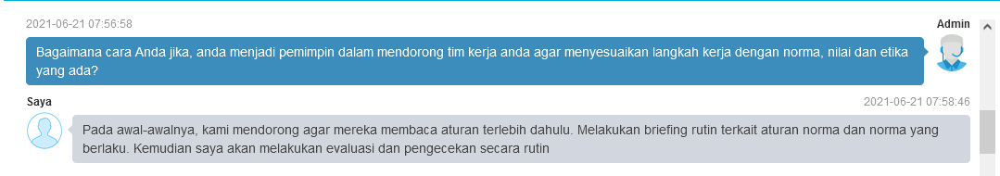 2021-06-21 07:56:58 Admin
Bagaimana cara Anda jika, anda menjadi pemimpin dalam mendorong tim kerja anda agar menyesuaikan langkah kerja dengan norma, nilai dan etika
yang ada?
Saya 2021-06-21 07:58:46
Pada awal-awalnya, kami mendorong agar mereka membaca aturan terlebih dahulu. Melakukan briefing rutin terkait aturan norma dan norma yang
berlaku. Kemudian saya akan melakukan evaluasi dan pengecekan secara rutin